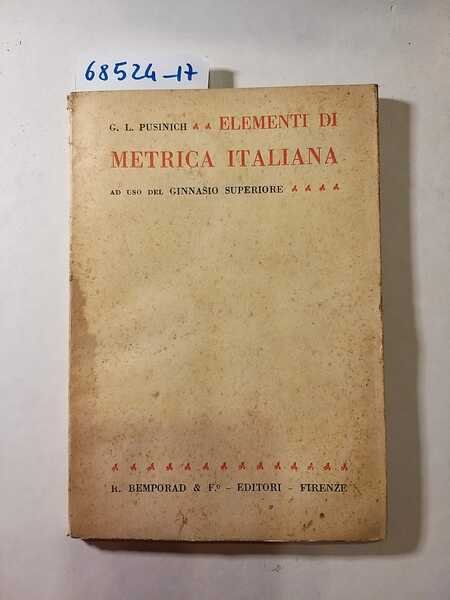 68524-17
G. L. PUSINICH ELEMENTI DI
METRICA ITALIANA
AD USO DEL GINNASIO SUPERIORE
R. BEMPORAD & F.º - EDITORI - FIRENZE